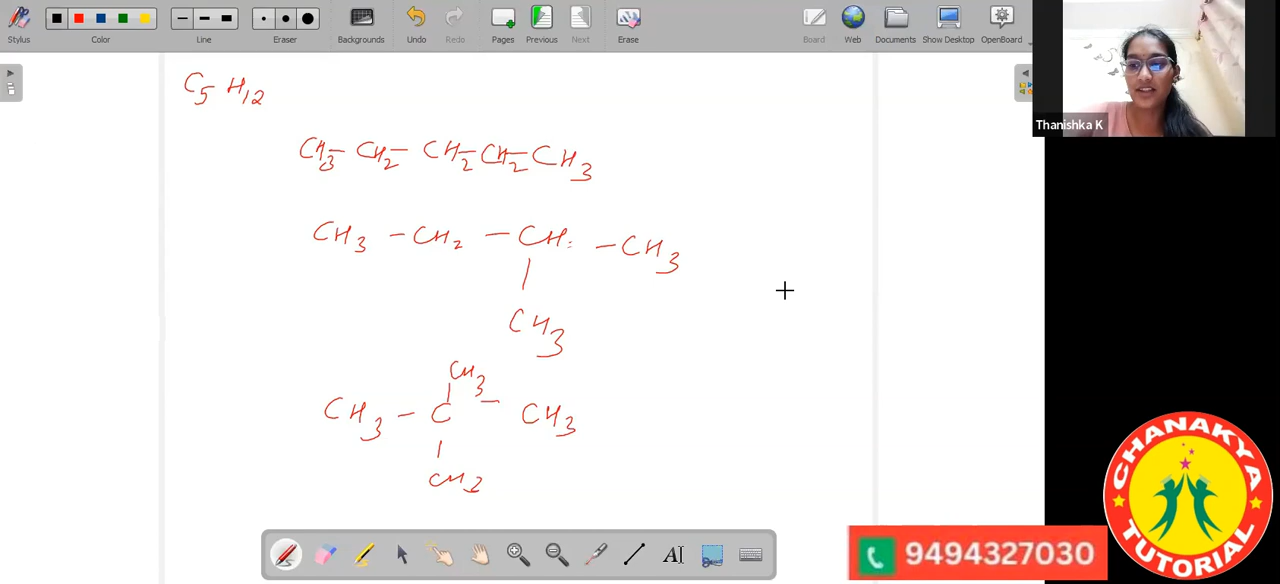 Stylus
Color
Line
Eraser
Backgrounds
Undo
Redo
Pages
Previous
Next
Erase
Board
Web
Documents
Show Desktop
OpenBoard
Thanishka K
C5 H12
CH3- CH2- CH2-CH2-CH3
CH3 -CH2 -CH -CH3
|
CH3
CH3
|
CH3 - C - CH3
|
CH2
CHANAKYA
TUTORIAL
9494327030